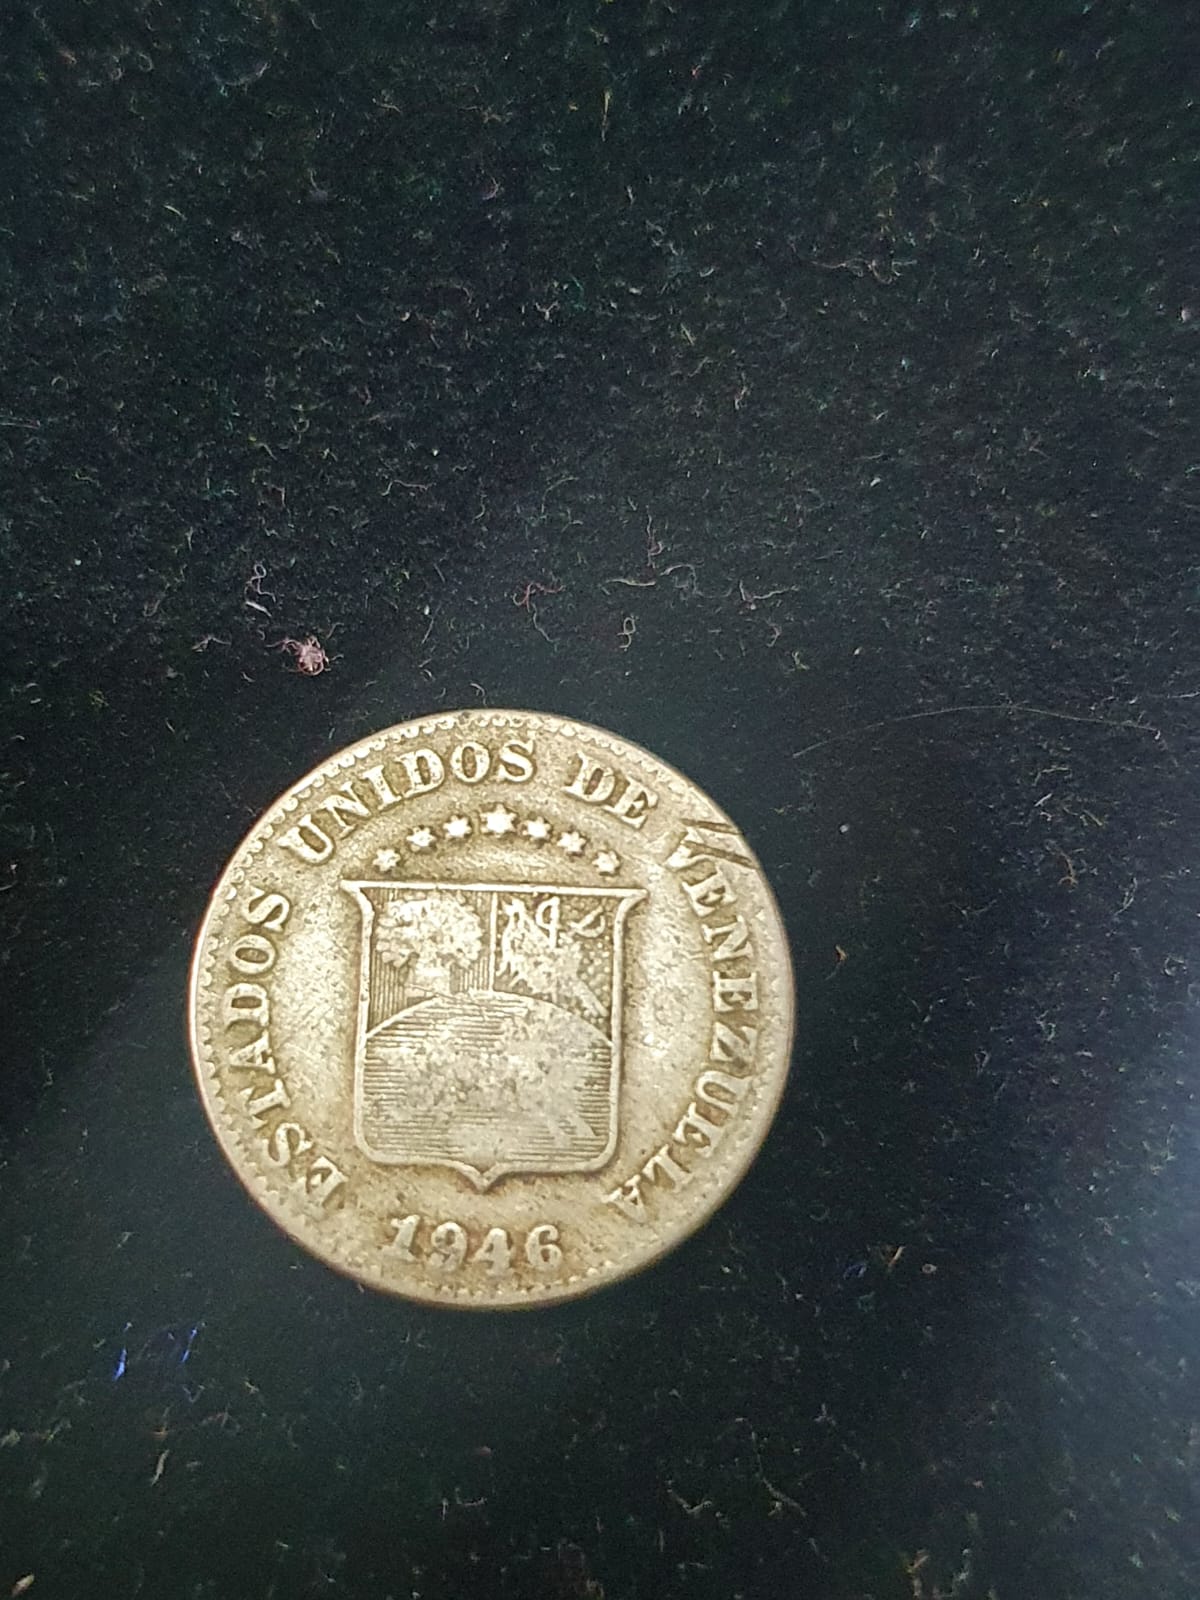 ESTADOS UNIDOS DE VENEZUELA
1946